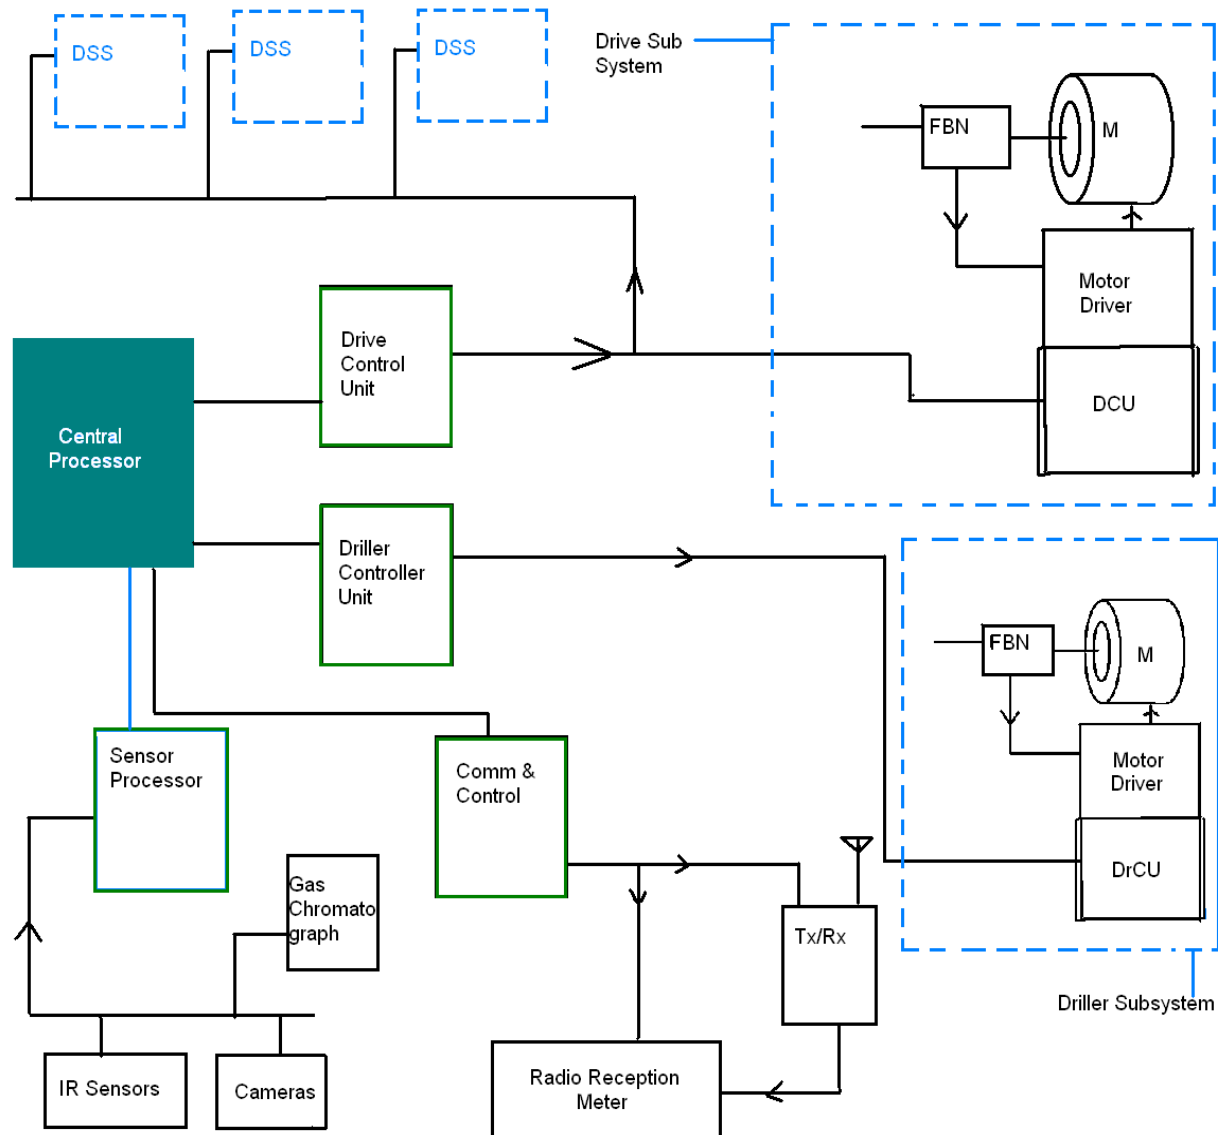 DSS
DSS
DSS
Drive Sub
System
FBN
M
Motor
Driver
DCU
Drive
Control
Unit
Central
Processor
Driller
Controller
Unit
FBN
M
Motor
Driver
DrCU
Driller Subsystem
Sensor
Processor
Comm &
Control
Gas
Chromato
graph
Tx/Rx
IR Sensors
Cameras
Radio Reception
Meter